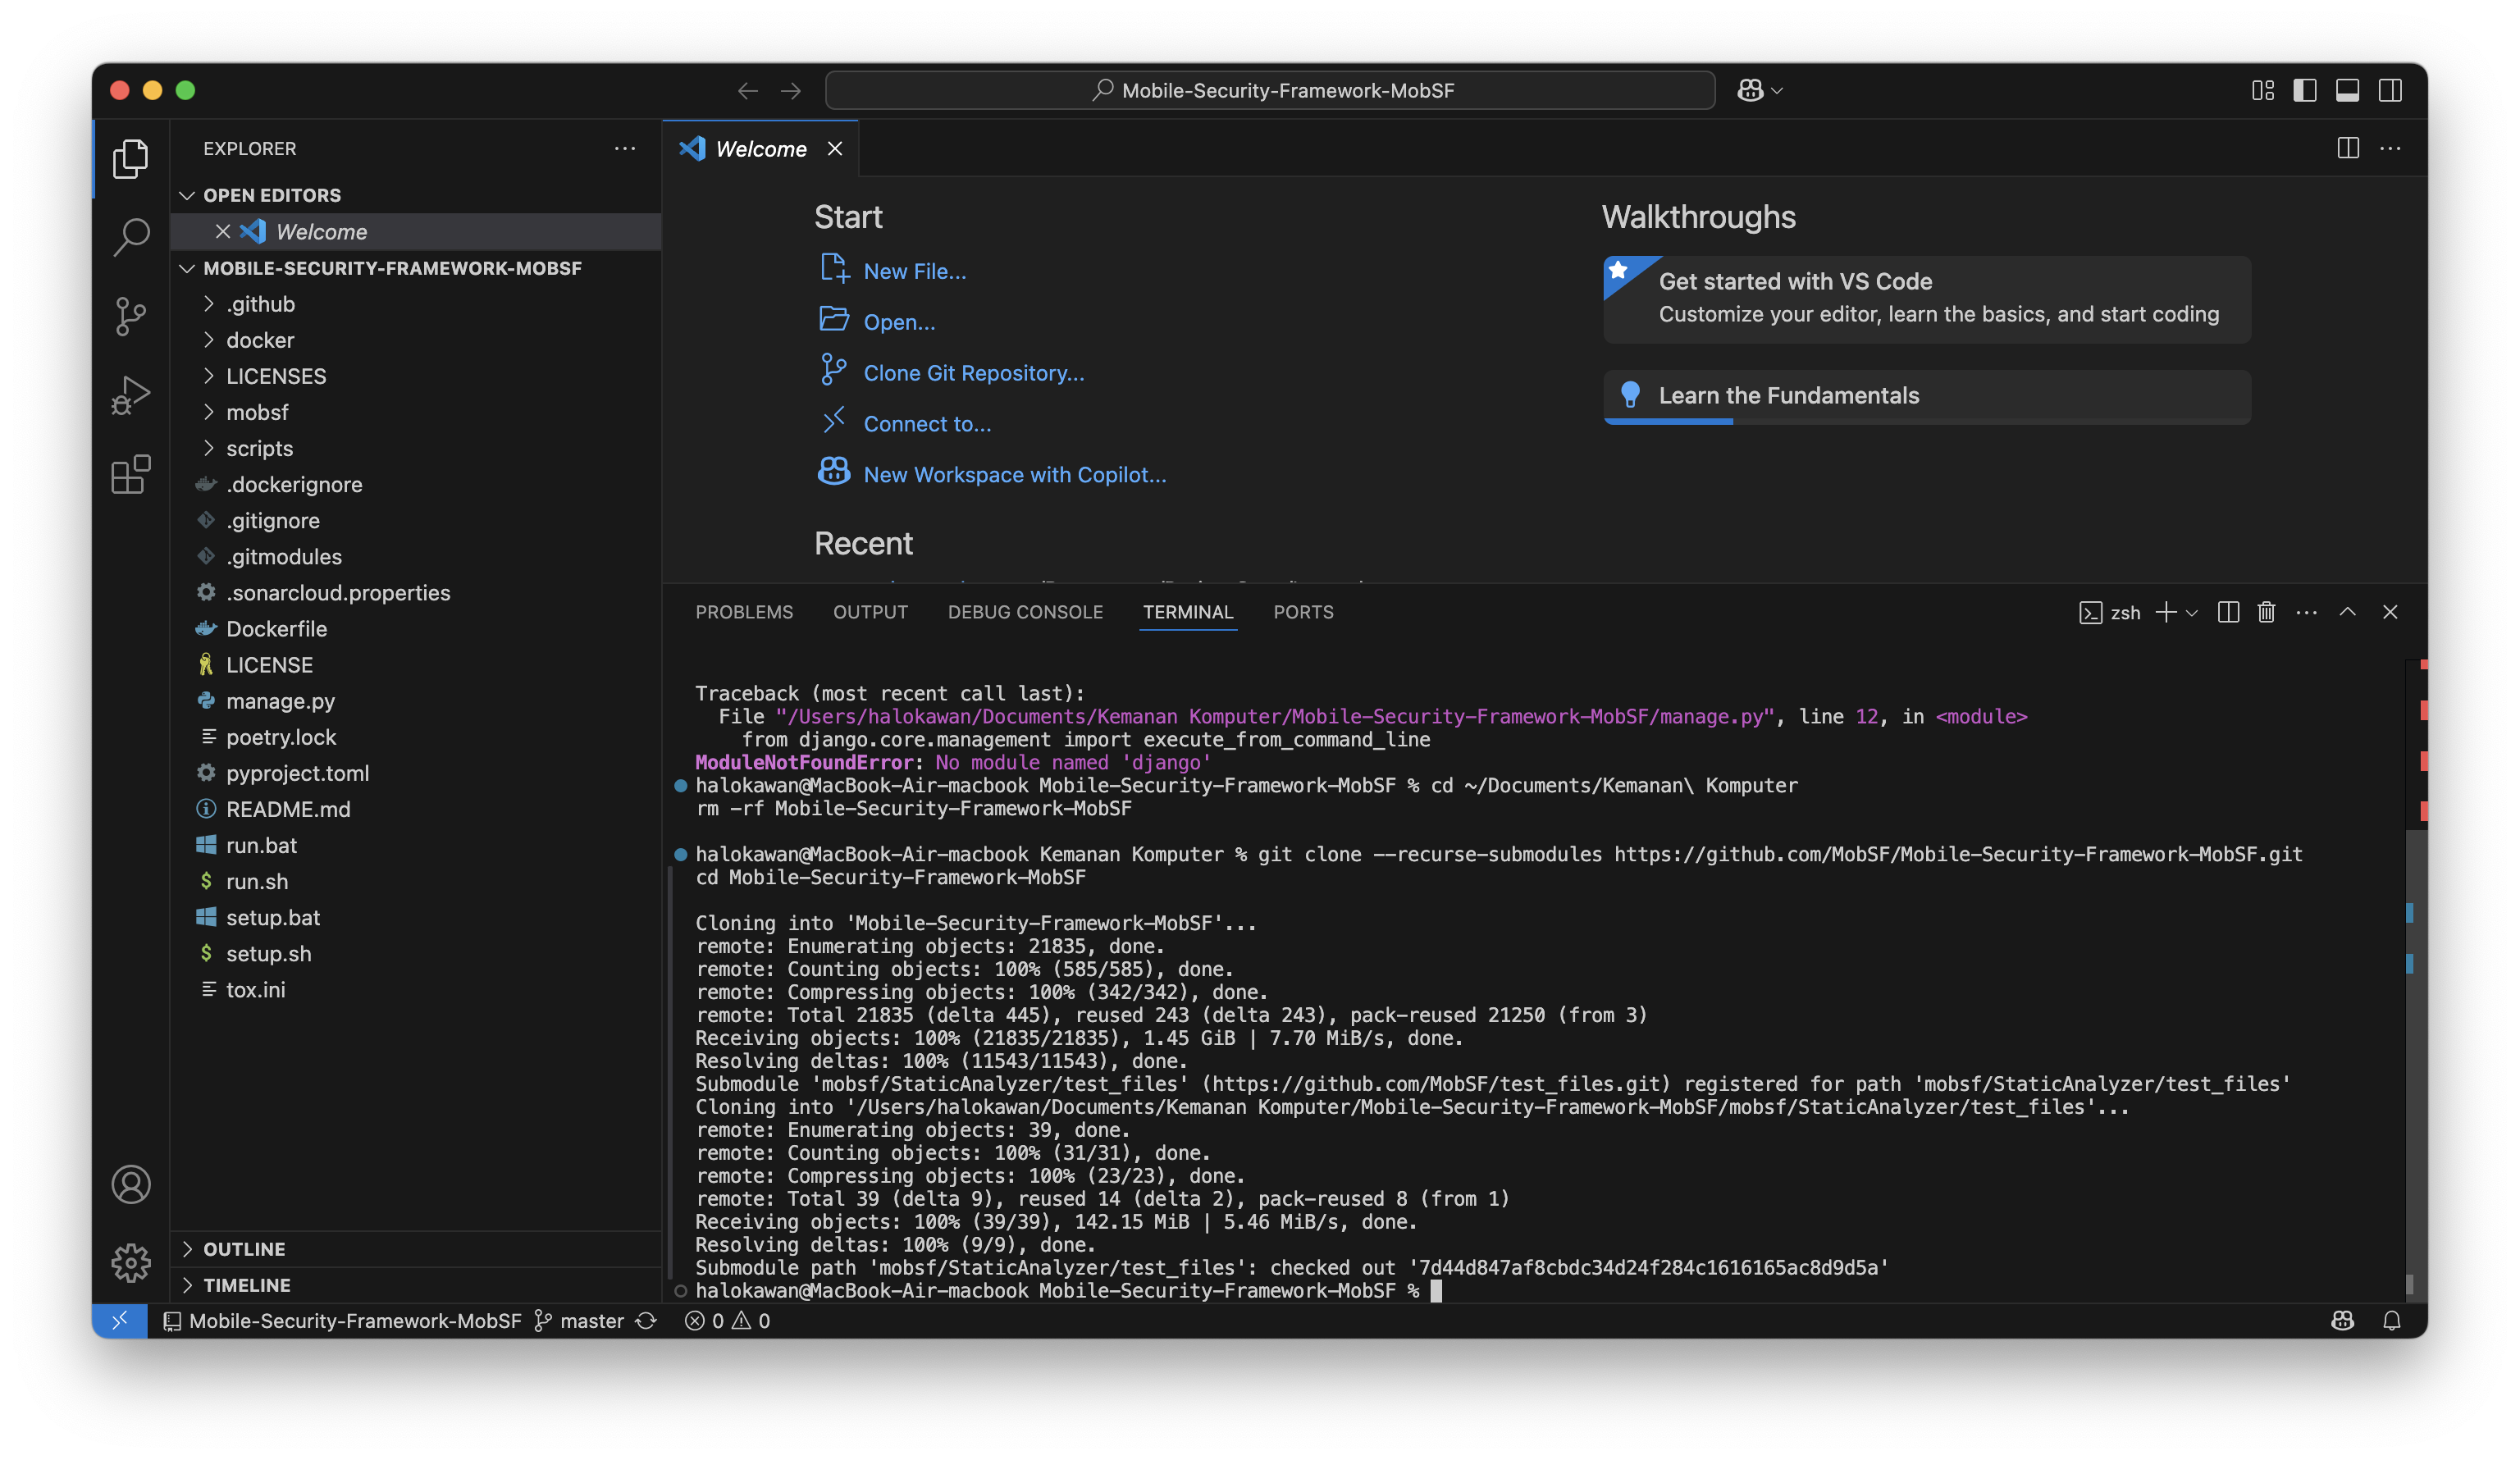 Mobile-Security-Framework-MobSF
EXPLORER
OPEN EDITORS
Welcome
MOBILE-SECURITY-FRAMEWORK-MOBSF
.github
docker
LICENSES
mobsf
scripts
.dockerignore
.gitignore
.gitmodules
.sonarcloud.properties
Dockerfile
LICENSE
manage.py
poetry.lock
pyproject.toml
README.md
run.bat
run.sh
setup.bat
setup.sh
tox.ini
OUTLINE
TIMELINE
Welcome
Start
New File...
Open...
Clone Git Repository...
Connect to...
New Workspace with Copilot...
Recent
Walkthroughs
Get started with VS Code
Customize your editor, learn the basics, and start coding
Learn the Fundamentals
PROBLEMS OUTPUT DEBUG CONSOLE TERMINAL PORTS
zsh
Traceback (most recent call last):
File "/Users/halokawan/Documents/Kemanan Komputer/Mobile-Security-Framework-MobSF/manage.py", line 12, in <module>
from django.core.management import execute_from_command_line
ModuleNotFoundError: No module named 'django'
halokawan@MacBook-Air-macbook Mobile-Security-Framework-MobSF % cd ~/Documents/Kemanan\ Komputer
rm -rf Mobile-Security-Framework-MobSF
halokawan@MacBook-Air-macbook Kemanan Komputer % git clone --recurse-submodules https://github.com/MobSF/Mobile-Security-Framework-MobSF.git
cd Mobile-Security-Framework-MobSF
Cloning into 'Mobile-Security-Framework-MobSF'...
remote: Enumerating objects: 21835, done.
remote: Counting objects: 100% (585/585), done.
remote: Compressing objects: 100% (342/342), done.
remote: Total 21835 (delta 445), reused 243 (delta 243), pack-reused 21250 (from 3)
Receiving objects: 100% (21835/21835), 1.45 GiB | 7.70 MiB/s, done.
Resolving deltas: 100% (11543/11543), done.
Submodule 'mobsf/StaticAnalyzer/test_files' (https://github.com/MobSF/test_files.git) registered for path 'mobsf/StaticAnalyzer/test_files'
Cloning into '/Users/halokawan/Documents/Kemanan Komputer/Mobile-Security-Framework-MobSF/mobsf/StaticAnalyzer/test_files'...
remote: Enumerating objects: 39, done.
remote: Counting objects: 100% (31/31), done.
remote: Compressing objects: 100% (23/23), done.
remote: Total 39 (delta 9), reused 14 (delta 2), pack-reused 8 (from 1)
Receiving objects: 100% (39/39), 142.15 MiB | 5.46 MiB/s, done.
Resolving deltas: 100% (9/9), done.
Submodule path 'mobsf/StaticAnalyzer/test_files': checked out '7d44d847af8cbdc34d24f284c1616165ac8d9d5a'
halokawan@MacBook-Air-macbook Mobile-Security-Framework-MobSF %
Mobile-Security-Framework-MobSF master 0 0